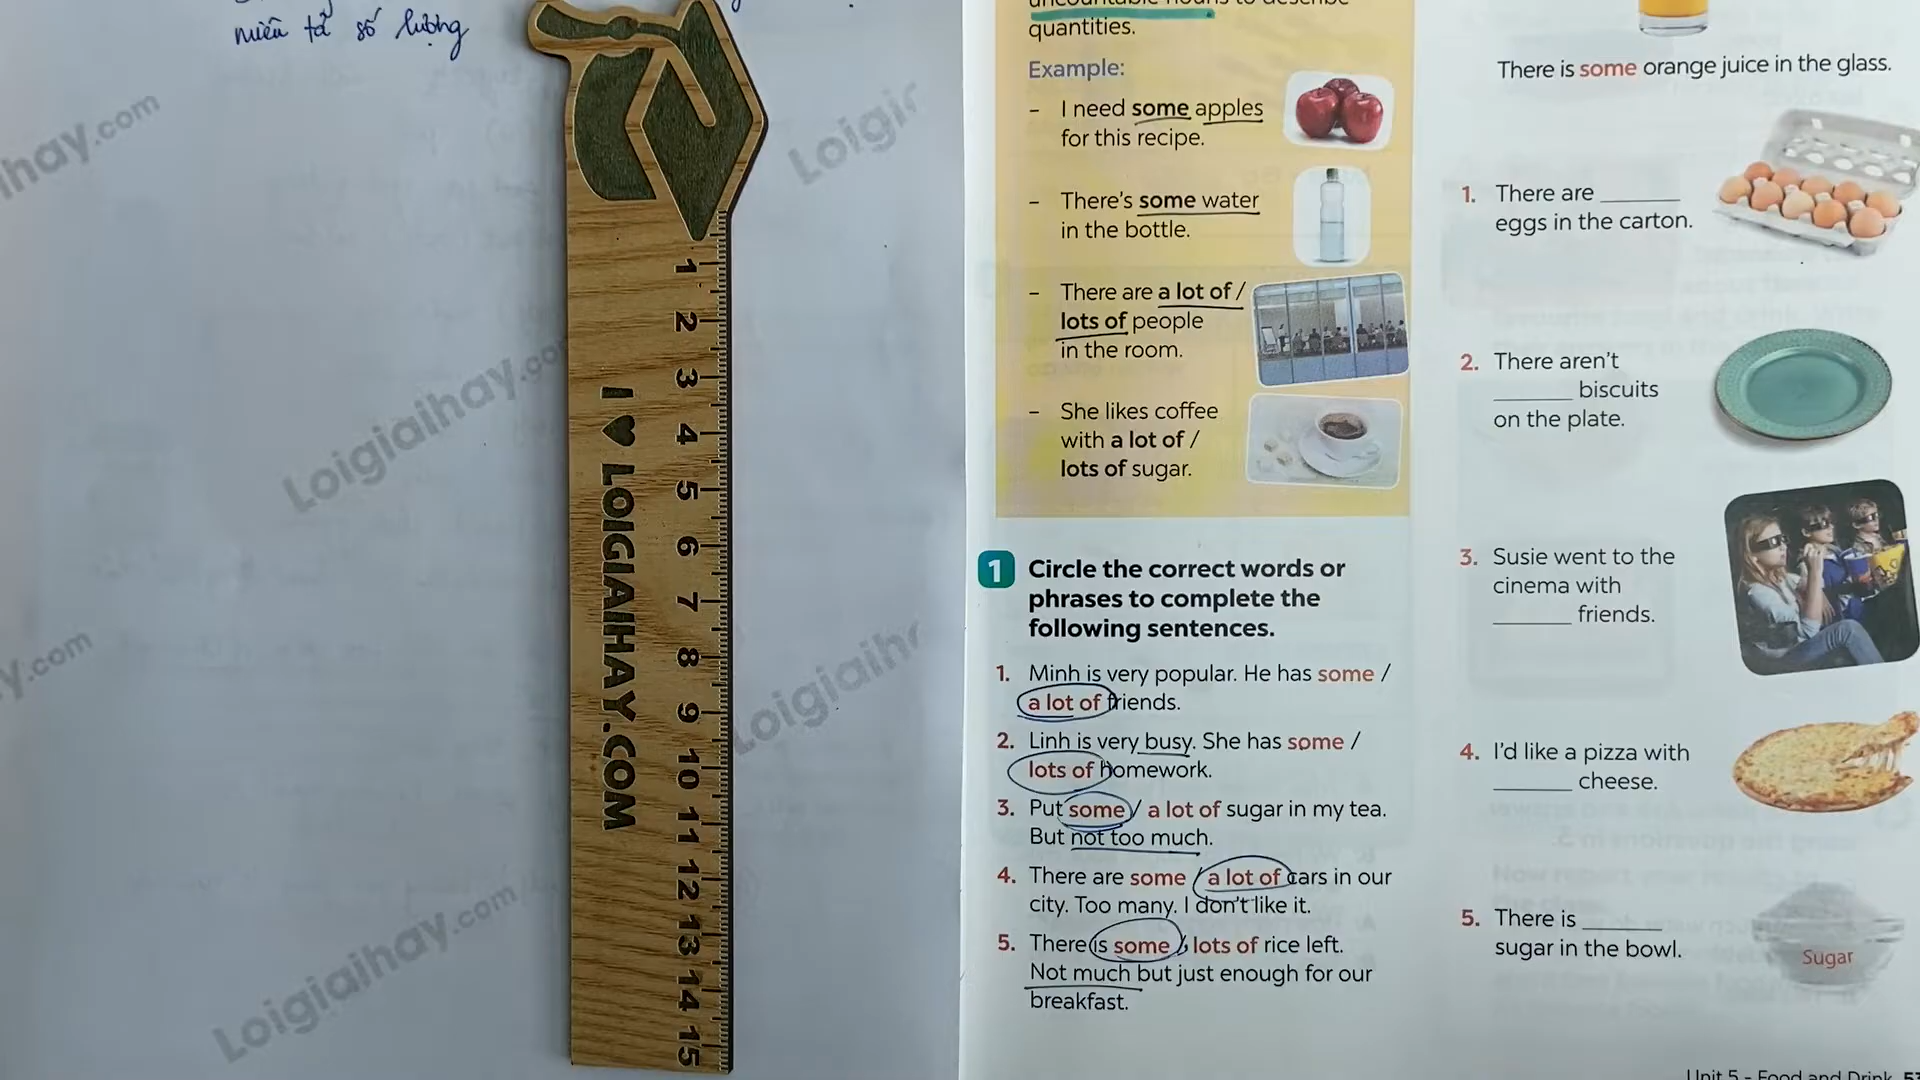 miêu tả số lượng
I ♥ LOIGIAIHAY.COM
1 2 3 4 5 6 7 8 9 10 11 12 13 14 15
Loigiaihay.com
Loigiaihay.com
Loigiaihay.com
uncountable nouns to describe
quantities.
Example:
- I need some apples
for this recipe.
- There's some water
in the bottle.
- There are a lot of /
lots of people
in the room.
- She likes coffee
with a lot of /
lots of sugar.
1 Circle the correct words or
phrases to complete the
following sentences.
1. Minh is very popular. He has some /
a lot of friends.
2. Linh is very busy. She has some /
lots of homework.
3. Put some / a lot of sugar in my tea.
But not too much.
4. There are some / a lot of cars in our
city. Too many. I don't like it.
5. There is some / lots of rice left.
Not much but just enough for our
breakfast.
There is some orange juice in the glass.
1. There are ______
eggs in the carton.
2. There aren't
______ biscuits
on the plate.
3. Susie went to the
cinema with
______ friends.
4. I'd like a pizza with
______ cheese.
5. There is ______
sugar in the bowl.
Sugar
Unit 5 - Food and Drink